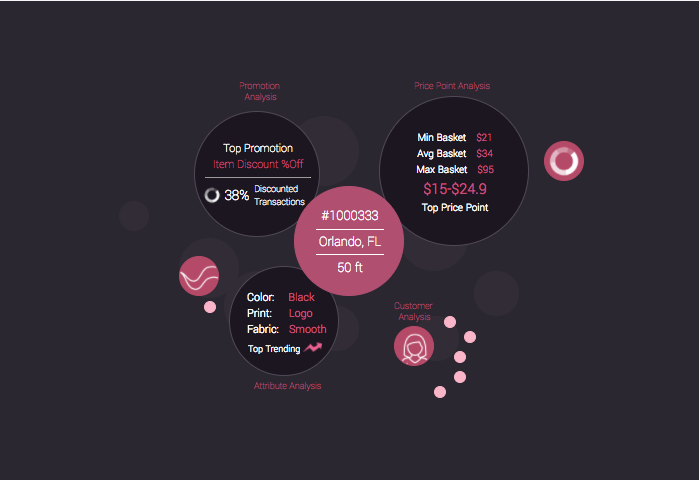 Promotion
Analysis
Top Promotion
Item Discount %Off
38% Discounted
Transactions
Price Point Analysis
Min Basket $21
Avg Basket $34
Max Basket $95
$15-$24.9
Top Price Point
#1000333
Orlando, FL
50 ft
Color: Black
Print: Logo
Fabric: Smooth
Top Trending
Attribute Analysis
Customer
Analysis